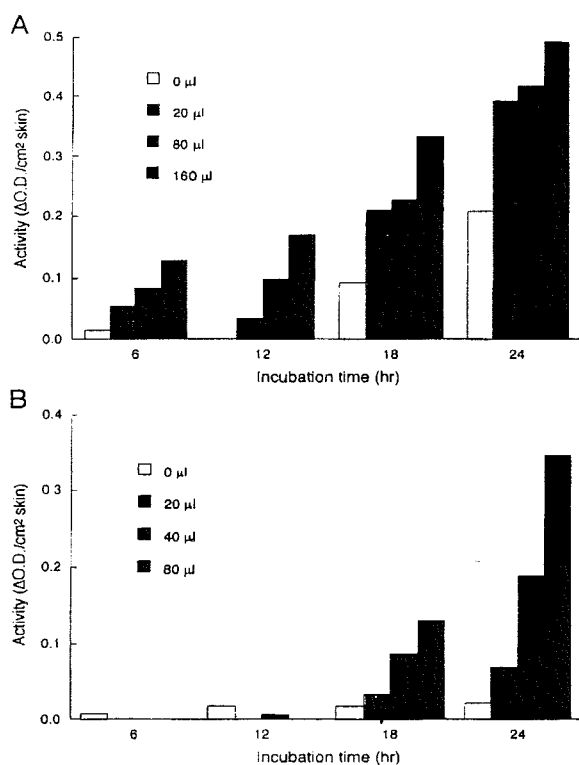 A
0.5
0.4
0.3
0.2
0.1
0.0
Activity (ΔO.D./cm² skin)
0 µl
20 µl
80 µl
160 µl
6 12 18 24
Incubation time (hr)
B
0.4
0.3
0.2
0.1
0.0
Activity (ΔO.D./cm² skin)
0 µl
20 µl
40 µl
80 µl
6 12 18 24
Incubation time (hr)